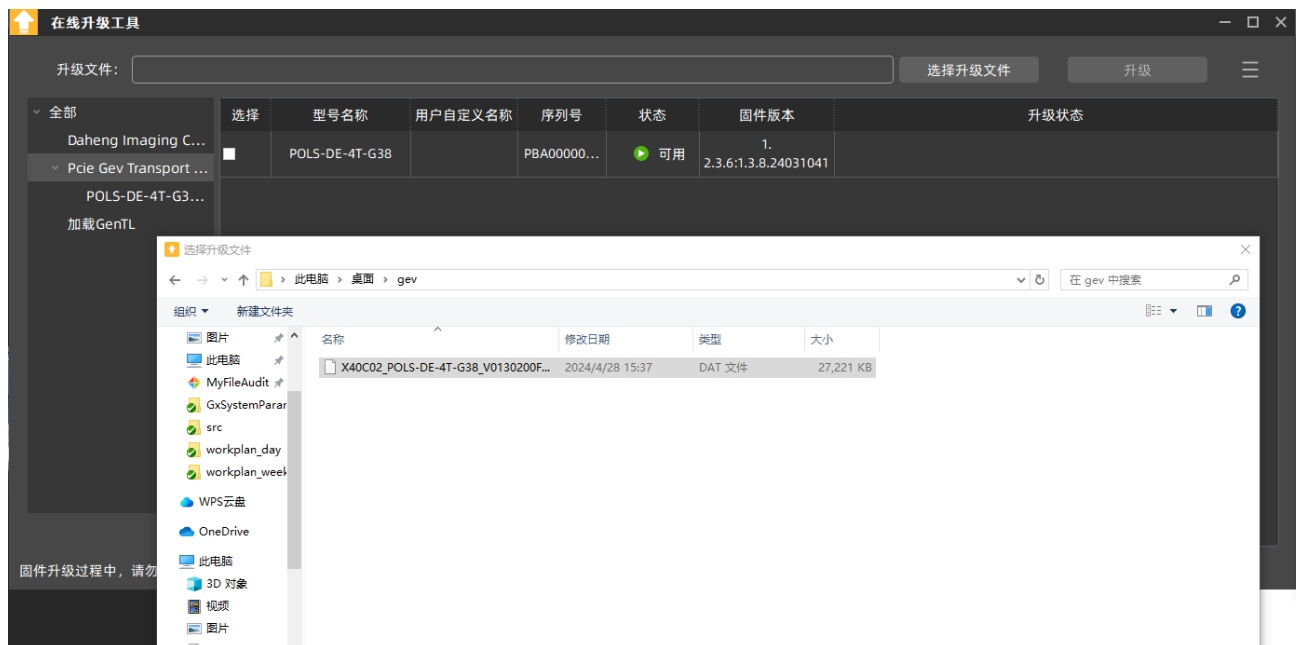 在线升级工具
升级文件:
选择升级文件
升级
全部
Daheng Imaging C...
Pcie Gev Transport ...
POLS-DE-4T-G3...
加载GenTL
选择 型号名称 用户自定义名称 序列号 状态 固件版本 升级状态
POLS-DE-4T-G38 PBA00000... 可用 1.
2.3.6:1.3.8.24031041
选择升级文件
此电脑 › 桌面 › gev
在 gev 中搜索
组织 新建文件夹
图片
此电脑
MyFileAudit
GxSystemParar
src
workplan_day
workplan_week
WPS云盘
OneDrive
此电脑
3D 对象
视频
图片
名称 修改日期 类型 大小
X40C02_POLS-DE-4T-G38_V0130200F... 2024/4/28 15:37 DAT 文件 27,221 KB
固件升级过程中，请勿